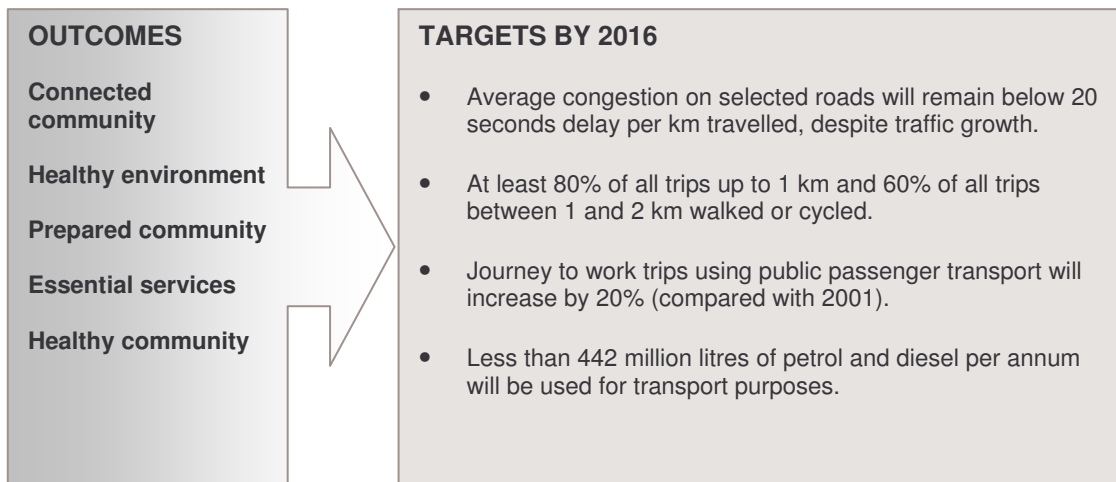 OUTCOMES
Connected
community
Healthy environment
Prepared community
Essential services
Healthy community
TARGETS BY 2016
• Average congestion on selected roads will remain below 20
seconds delay per km travelled, despite traffic growth.
• At least 80% of all trips up to 1 km and 60% of all trips
between 1 and 2 km walked or cycled.
• Journey to work trips using public passenger transport will
increase by 20% (compared with 2001).
• Less than 442 million litres of petrol and diesel per annum
will be used for transport purposes.